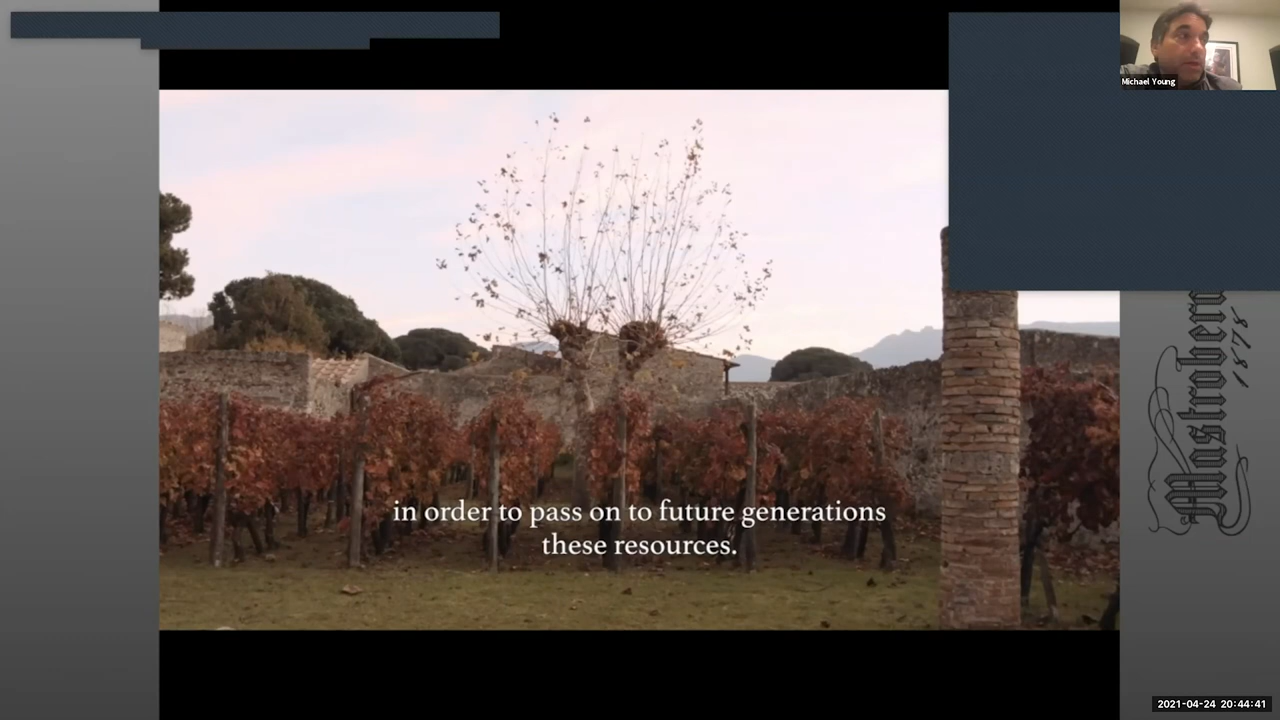 Michael Young
in order to pass on to future generations
these resources.
1878
2021-04-24 20:44:41